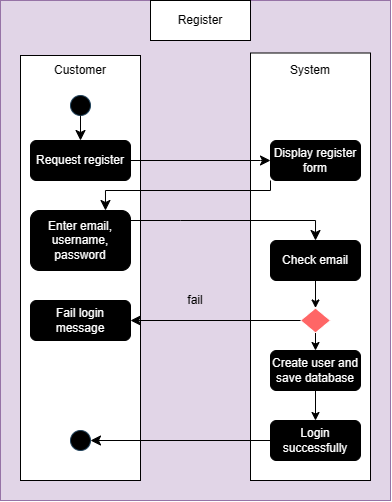 Register
Customer
System
Request register
Display register
form
Enter email,
username,
password
Check email
fail
Fail login
message
Create user and
save database
Login
successfully